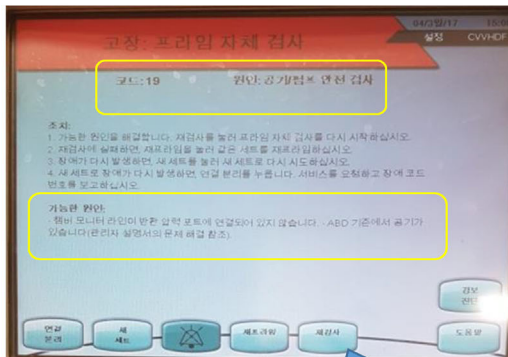 04/3월/17 15:0
고장: 프라임 자체 검사
설정 CVVHDF
코드: 19 원인: 공기/펌프 안전 검사
조치:
1. 가능한 원인을 해결합니다. 재검사를 눌러 프라임 자체 검사를 다시 시작하십시오.
2. 재검사에 실패하면, 재프라임을 눌러 같은 세트를 재프라임하십시오.
3. 장애가 다시 발생하면, 새 세트를 눌러 새 세트로 다시 시도하십시오.
4. 새 세트로 장애가 다시 발생하면, 연결 분리를 누릅니다. 서비스를 요청하고 장애 코드
번호를 보고하십시오.
가능한 원인:
- 챔버 모니터 라인이 반환 압력 포트에 연결되어 있지 않습니다. - ABD 기준에서 공기가
있습니다(관리자 설명서의 문제 해결 참조).
경보
진단
연결
분리
새
세트
재프라임
재검사
도움말